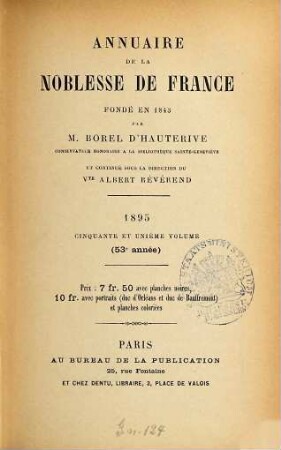 ANNUAIRE
DE LA
NOBLESSE DE FRANCE
FONDÉ EN 1843
PAR
M. BOREL D'HAUTERIVE
CONSERVATEUR HONORAIRE A LA BIBLIOTHÈQUE SAINTE-GENEVIÈVE
ET CONTINUÉ SOUS LA DIRECTION DU
Vte ALBERT RÉVÉREND
1895
CINQUANTE ET UNIÈME VOLUME
(53e année)
Prix : 7 fr. 50 avec planches noires,
10 fr. avec portraits (duc d'Orléans et duc de Bauffremont)
et planches coloriées
PARIS
AU BUREAU DE LA PUBLICATION
25, rue Fontaine
ET CHEZ DENTU, LIBRAIRE, 3, PLACE DE VALOIS